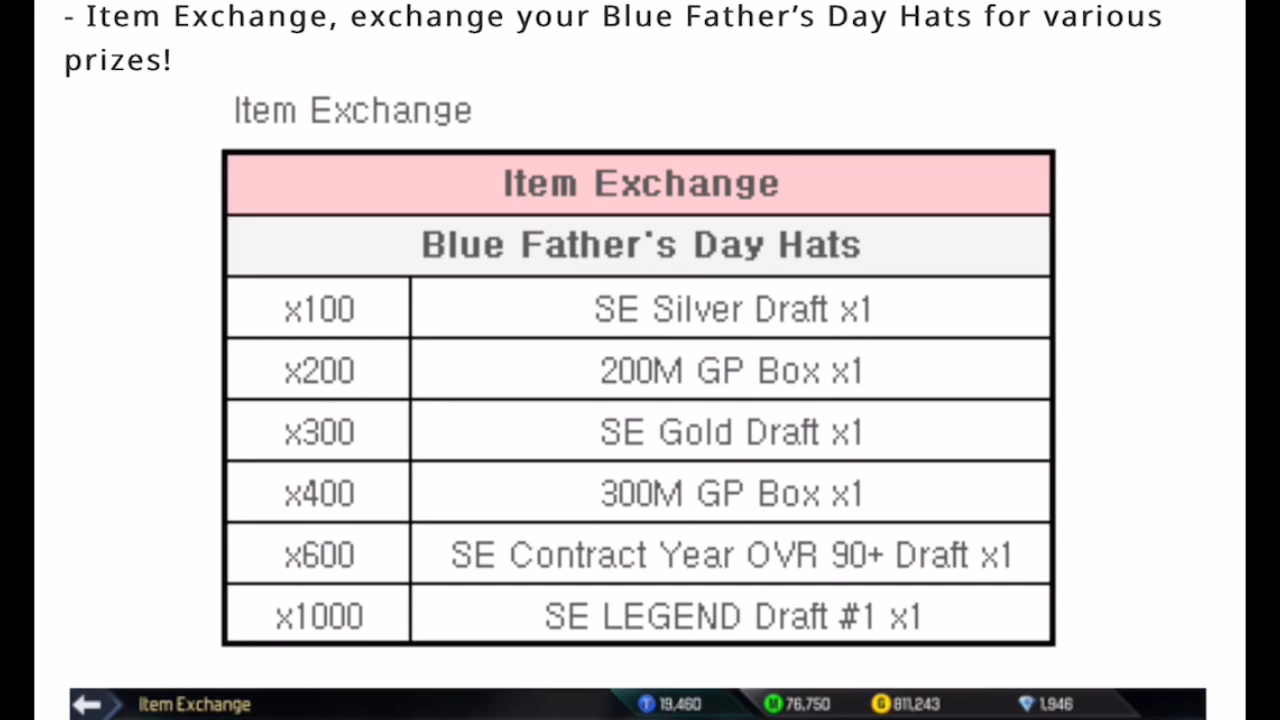 - Item Exchange, exchange your Blue Father’s Day Hats for various
prizes!
Item Exchange
Item Exchange
Blue Father's Day Hats
x100 SE Silver Draft x1
x200 200M GP Box x1
x300 SE Gold Draft x1
x400 300M GP Box x1
x600 SE Contract Year OVR 90+ Draft x1
x1000 SE LEGEND Draft #1 x1
Item Exchange T 19,460 M 76,750 G 811,243 1,946